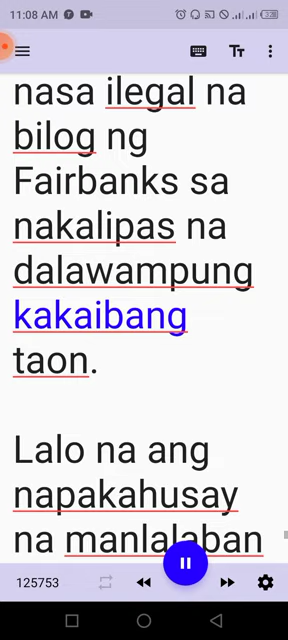 11:08 AM
nasa ilegal na
bilog ng
Fairbanks sa
nakalipas na
dalawampung
kakaibang
taon.
Lalo na ang
napakahusay
na manlalaban
125753